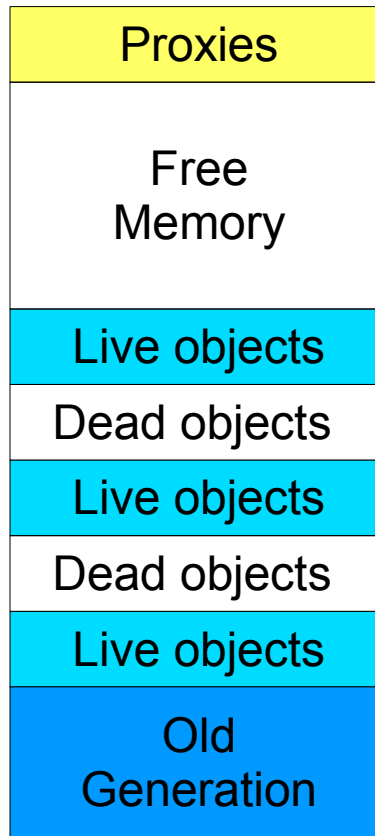 Proxies
Free
Memory
Live objects
Dead objects
Live objects
Dead objects
Live objects
Old
Generation